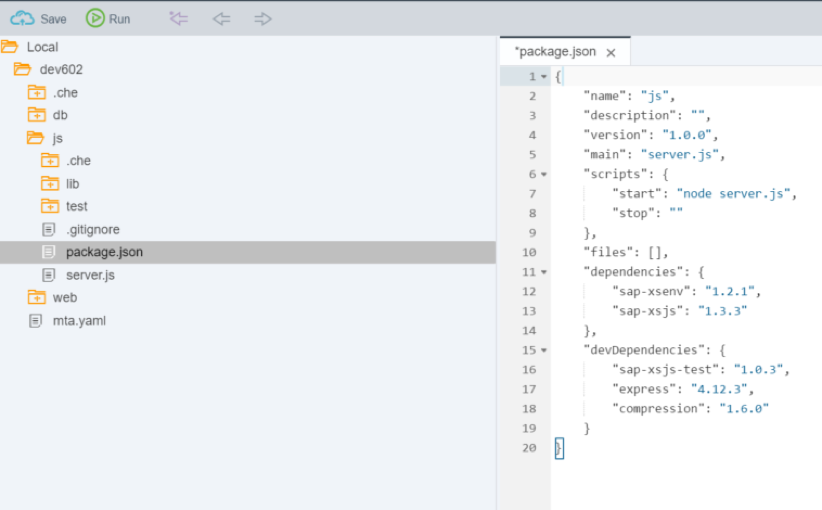 Save Run
Local
dev602
.che
db
js
.che
lib
test
.gitignore
package.json
server.js
web
mta.yaml
*package.json x
1 {
2 "name": "js",
3 "description": "",
4 "version": "1.0.0",
5 "main": "server.js",
6 "scripts": {
7 "start": "node server.js",
8 "stop": ""
9 },
10 "files": [],
11 "dependencies": {
12 "sap-xsenv": "1.2.1",
13 "sap-xsjs": "1.3.3"
14 },
15 "devDependencies": {
16 "sap-xsjs-test": "1.0.3",
17 "express": "4.12.3",
18 "compression": "1.6.0"
19 }
20 }